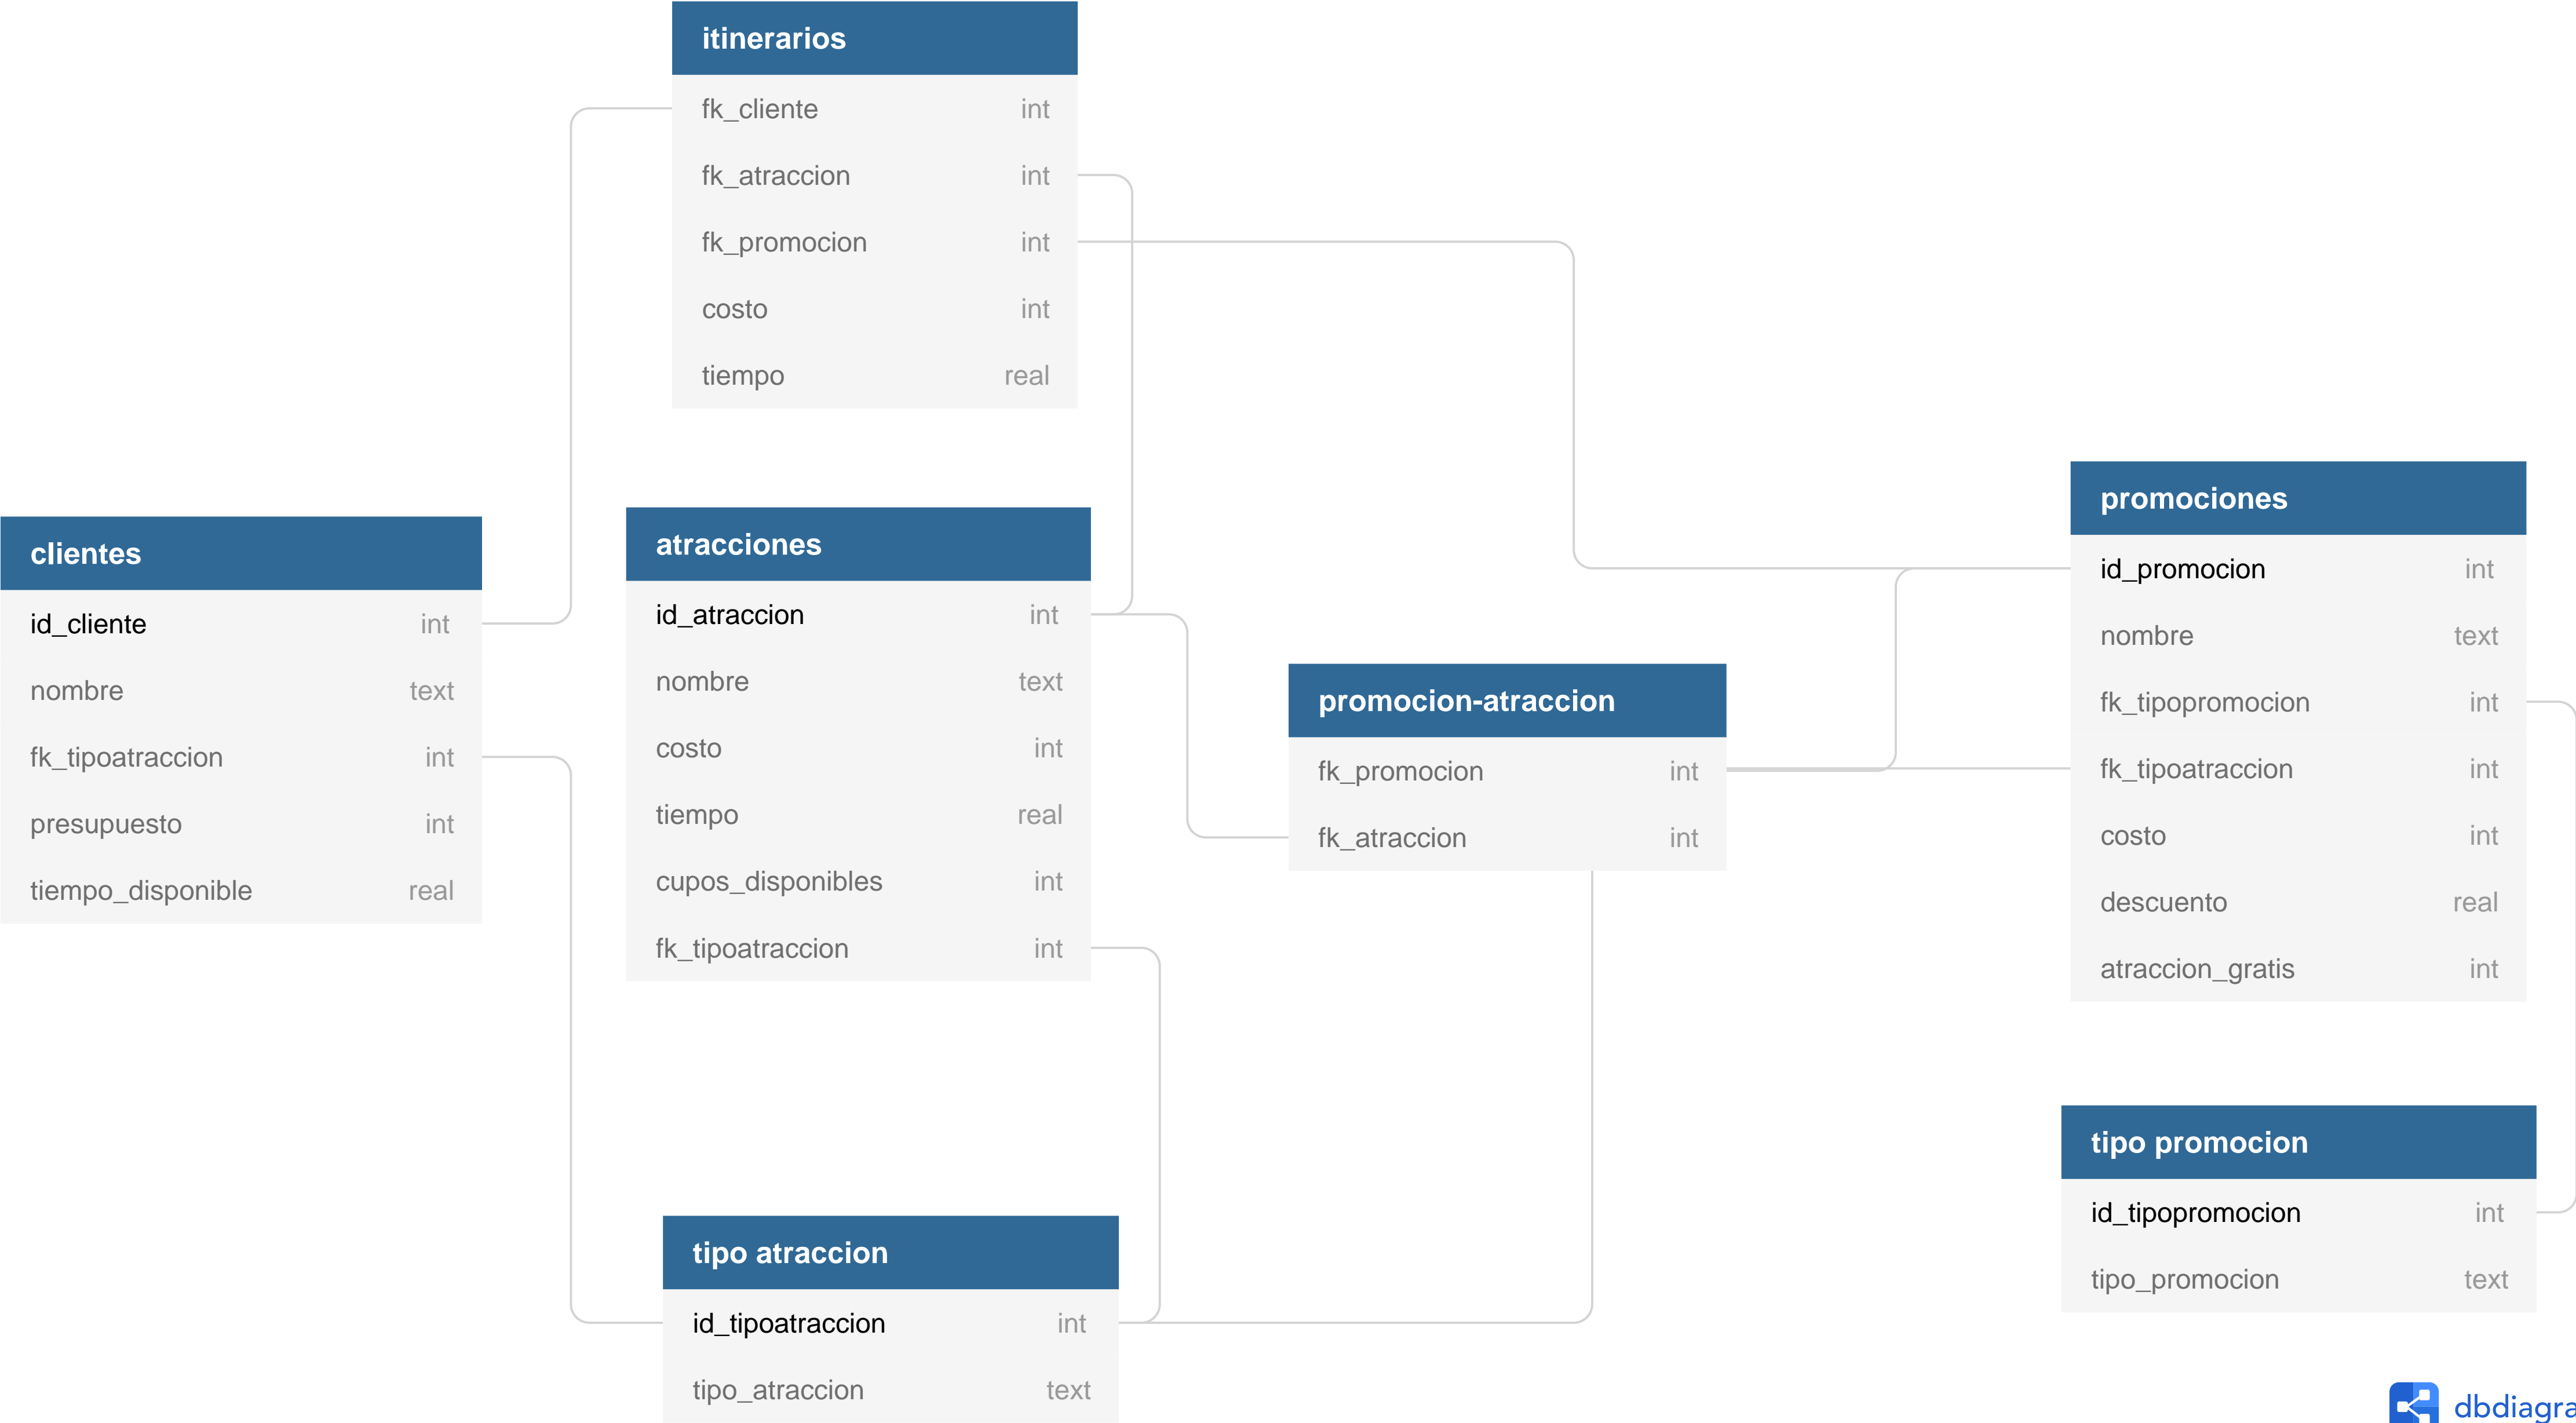 itinerarios
fk_cliente int
fk_atraccion int
fk_promocion int
costo int
tiempo real
clientes
id_cliente int
nombre text
fk_tipoatraccion int
presupuesto int
tiempo_disponible real
atracciones
id_atraccion int
nombre text
costo int
tiempo real
cupos_disponibles int
fk_tipoatraccion int
promocion-atraccion
fk_promocion int
fk_atraccion int
promociones
id_promocion int
nombre text
fk_tipopromocion int
fk_tipoatraccion int
costo int
descuento real
atraccion_gratis int
tipo atraccion
id_tipoatraccion int
tipo_atraccion text
tipo promocion
id_tipopromocion int
tipo_promocion text
dbdiagra